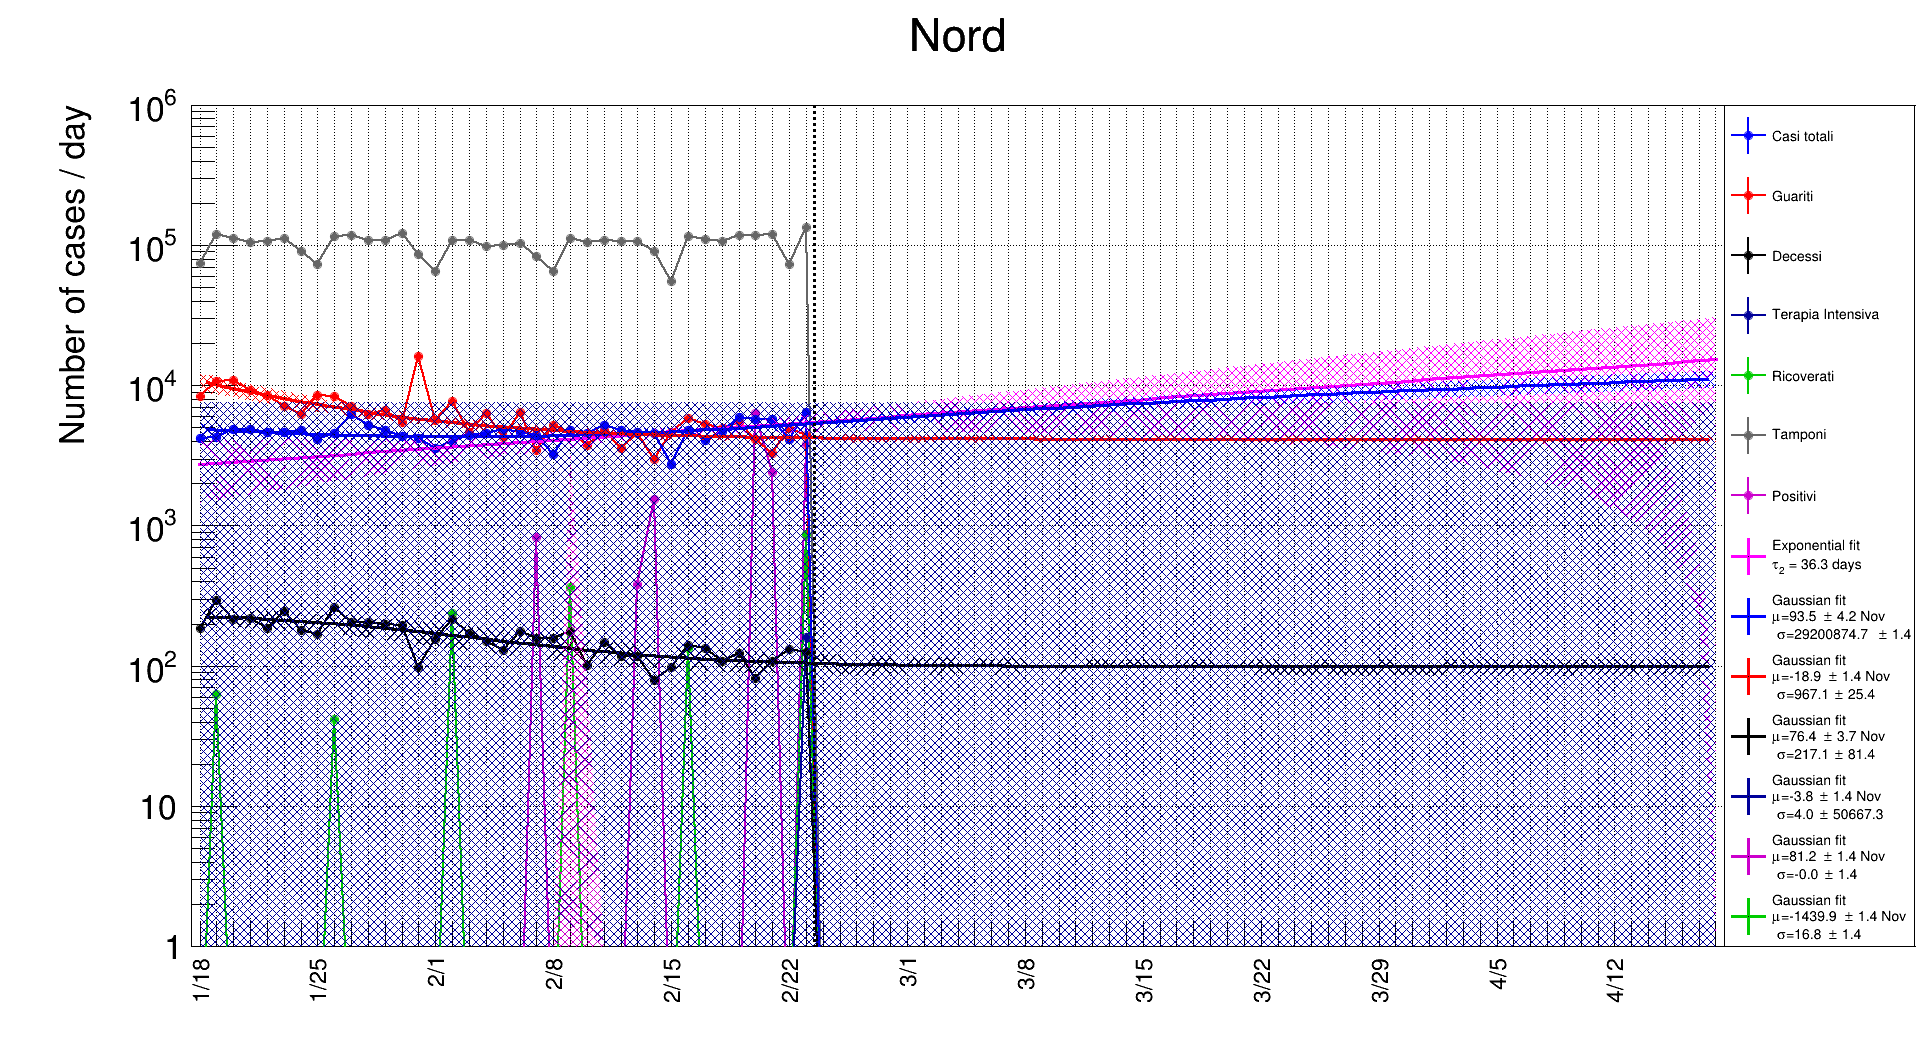 Nord
Number of cases / day
10^6
10^5
10^4
10^3
10^2
10
1
1/18
1/25
2/1
2/8
2/15
2/22
3/1
3/8
3/15
3/22
3/29
4/5
4/12
Casi totali
Guariti
Decessi
Terapia Intensiva
Ricoverati
Tamponi
Positivi
Exponential fit
τ₂ = 36.3 days
Gaussian fit
μ=93.5 ± 4.2 Nov
σ=29200874.7 ± 1.4
Gaussian fit
μ=-18.9 ± 1.4 Nov
σ=967.1 ± 25.4
Gaussian fit
μ=76.4 ± 3.7 Nov
σ=217.1 ± 81.4
Gaussian fit
μ=-3.8 ± 1.4 Nov
σ=4.0 ± 50667.3
Gaussian fit
μ=81.2 ± 1.4 Nov
σ=-0.0 ± 1.4
Gaussian fit
μ=-1439.9 ± 1.4 Nov
σ=16.8 ± 1.4